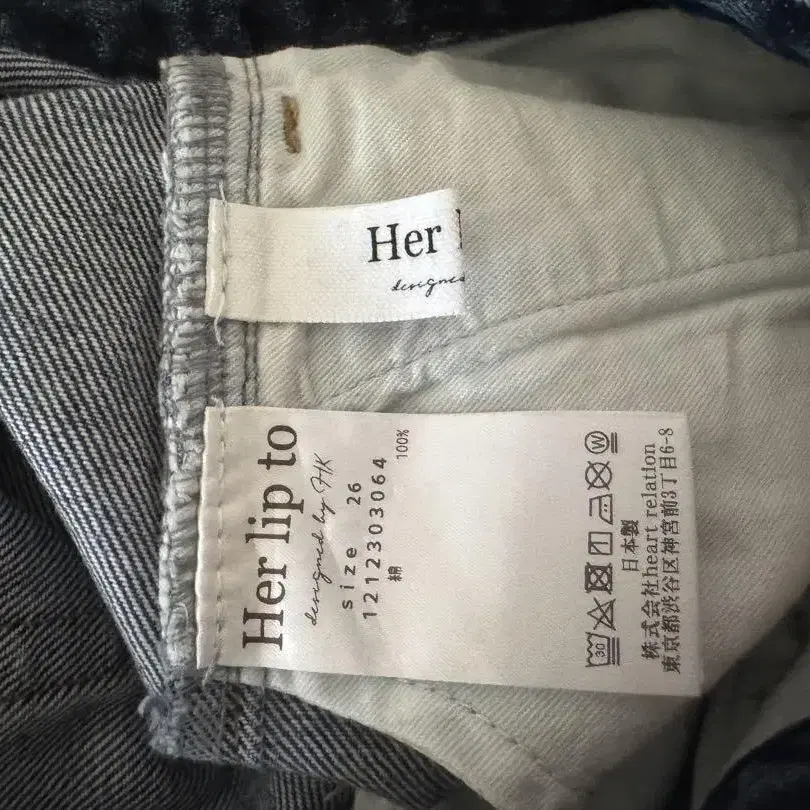 Her
designed
Her lip to
designed by HK
size 26
1212303064
綿 100%
30
W
日本製
株式会社heart relation
東京都渋谷区神宮前3丁目6-8